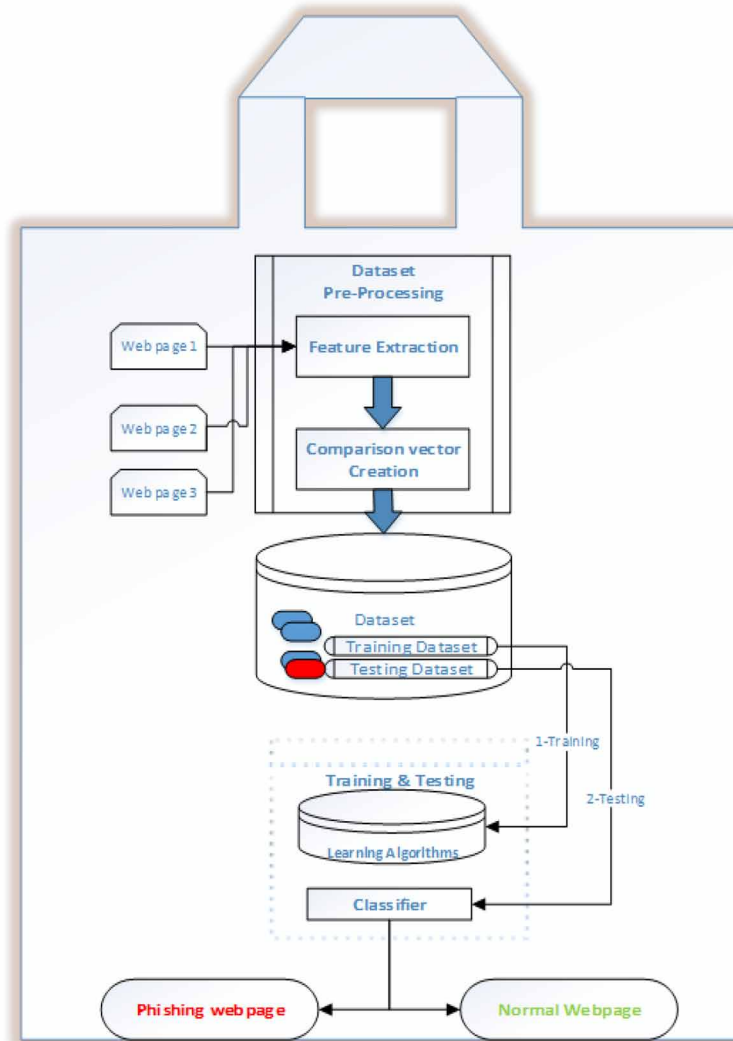 Dataset
Pre-Processing
Web page 1
Feature Extraction
Web page 2
Comparison vector
Creation
Web page 3
Dataset
Training Dataset
Testing Dataset
1-Training
Training & Testing
2-Testing
Learning Algorithms
Classifier
Phishing webpage
Normal Webpage